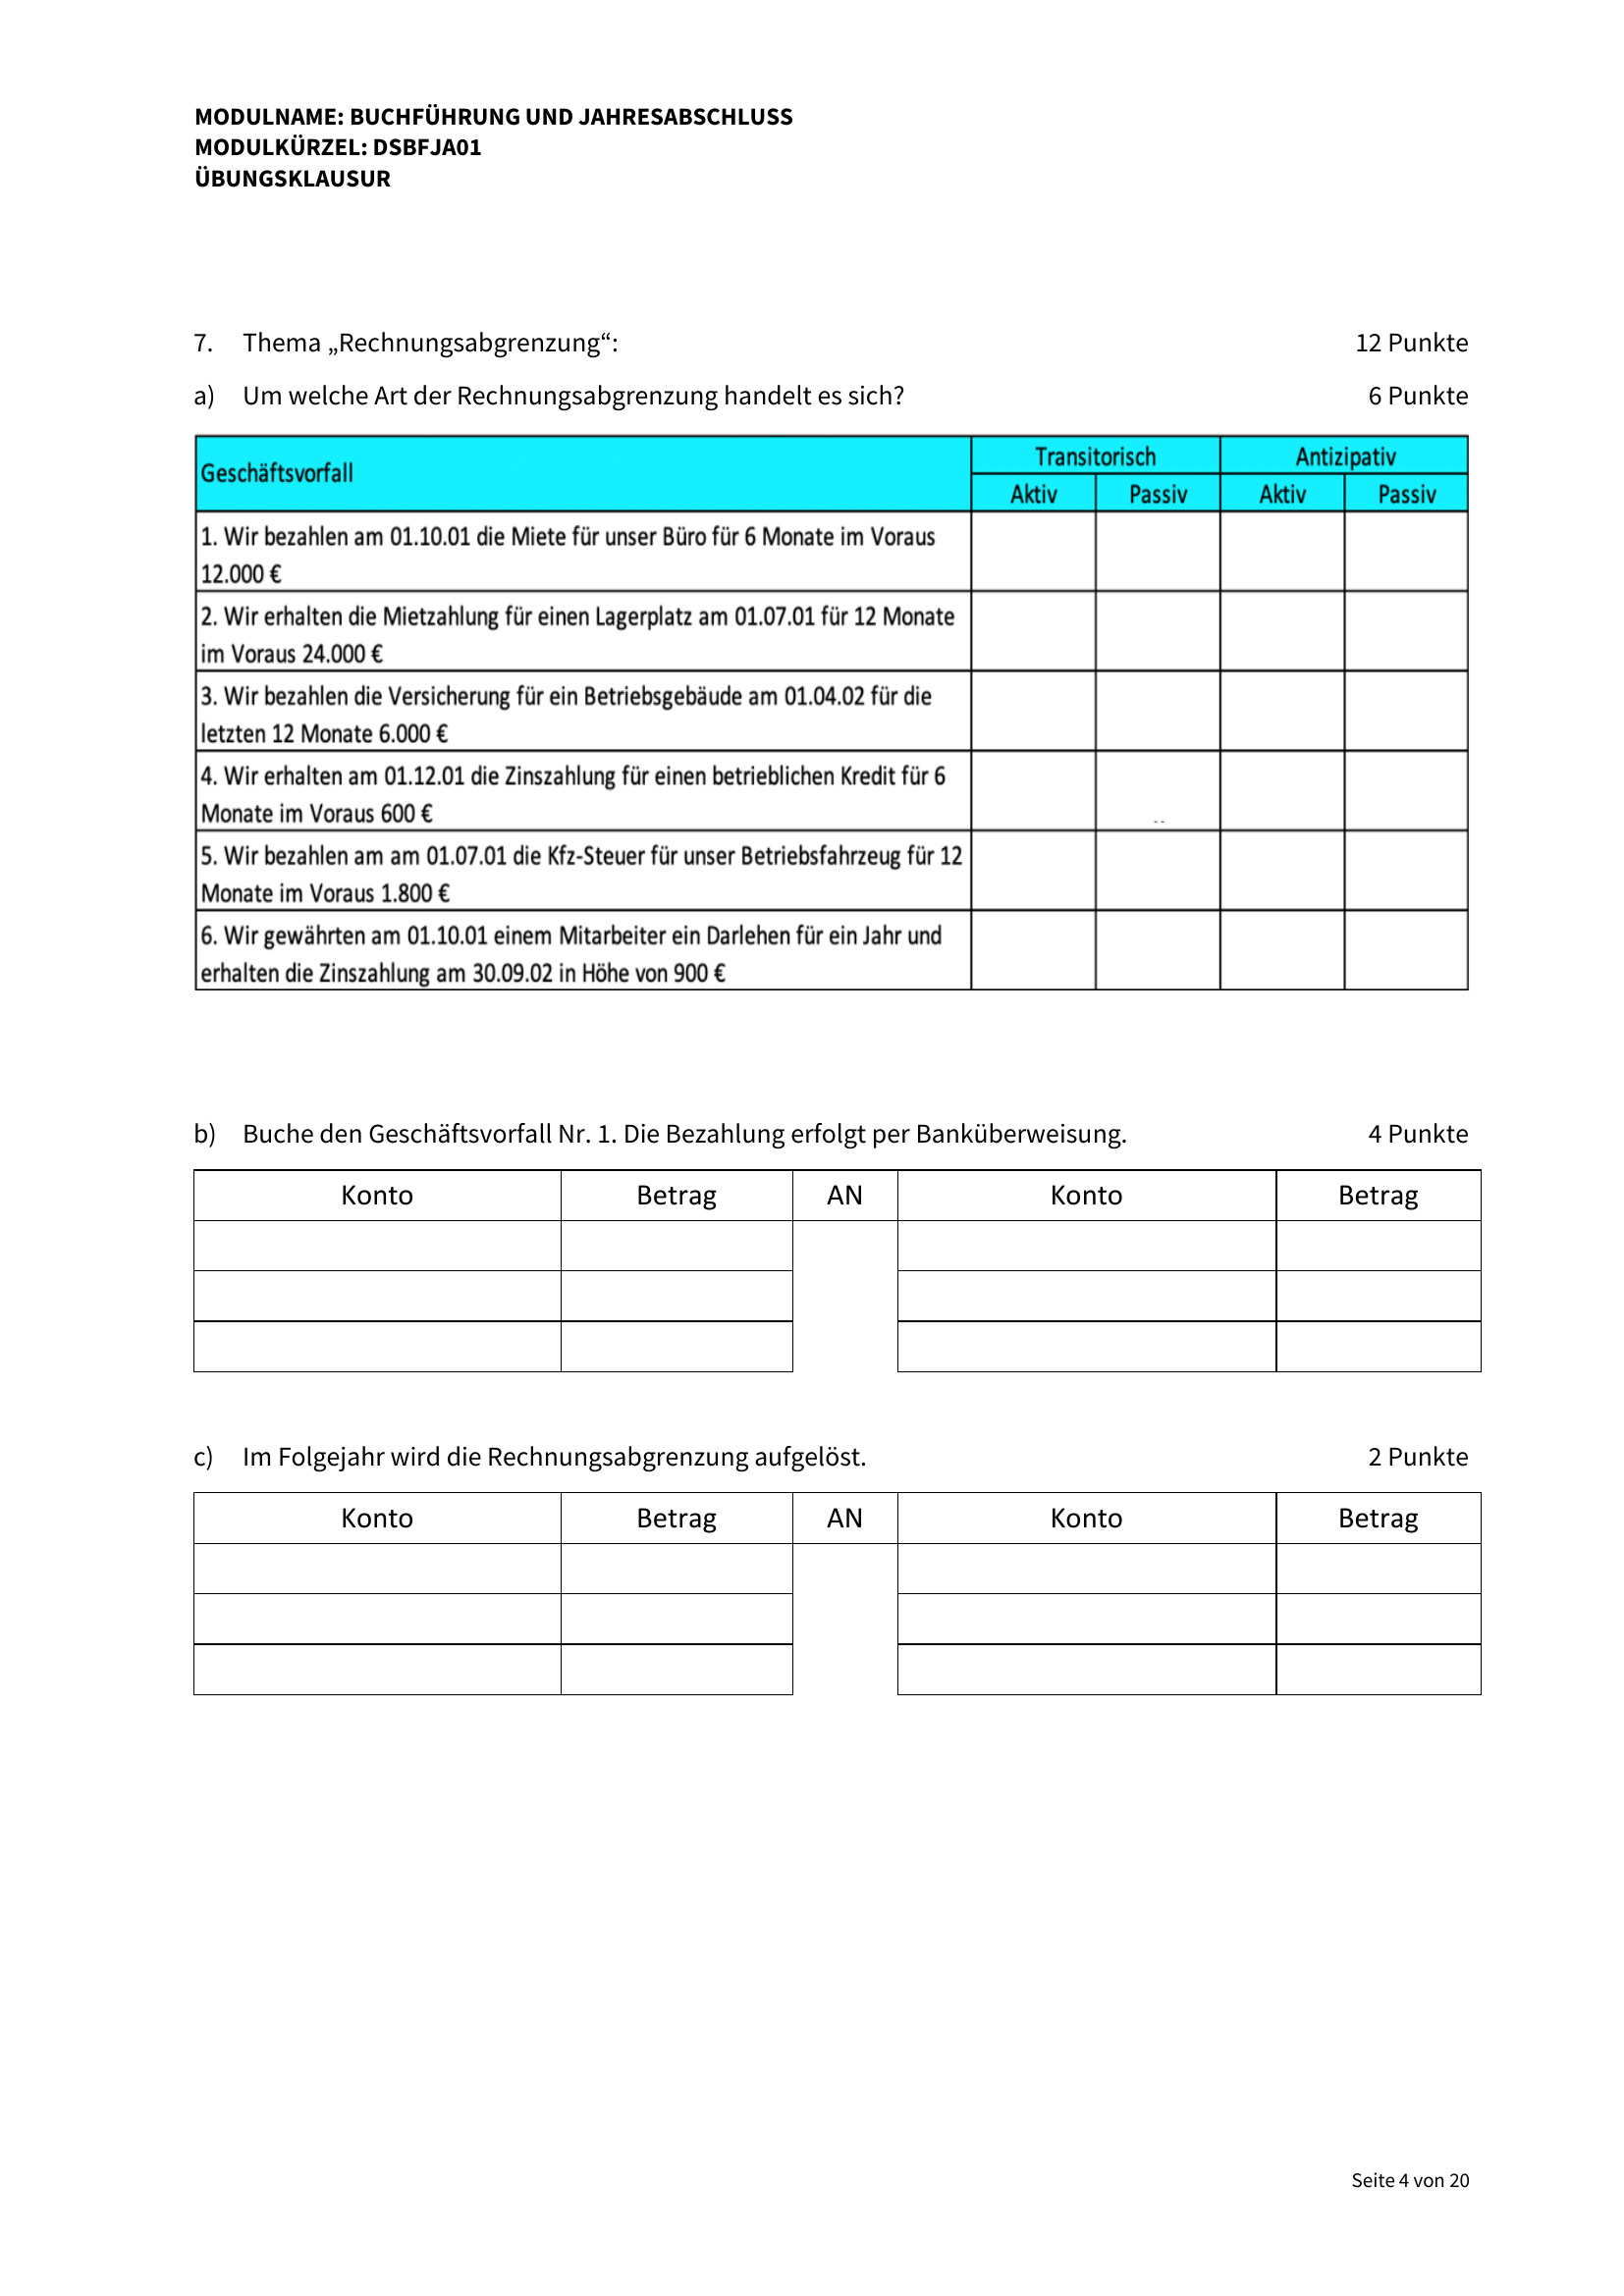 MODULNAME: BUCHFÜHRUNG UND JAHRESABSCHLUSS
MODULKÜRZEL: DSBFJA01
ÜBUNGSKLAUSUR
7. Thema „Rechnungsabgrenzung“: 12 Punkte
a) Um welche Art der Rechnungsabgrenzung handelt es sich? 6 Punkte
Geschäftsvorfall Transitorisch Antizipativ
Aktiv Passiv Aktiv Passiv
1. Wir bezahlen am 01.10.01 die Miete für unser Büro für 6 Monate im Voraus
12.000 €
2. Wir erhalten die Mietzahlung für einen Lagerplatz am 01.07.01 für 12 Monate
im Voraus 24.000 €
3. Wir bezahlen die Versicherung für ein Betriebsgebäude am 01.04.02 für die
letzten 12 Monate 6.000 €
4. Wir erhalten am 01.12.01 die Zinszahlung für einen betrieblichen Kredit für 6
Monate im Voraus 600 €
5. Wir bezahlen am am 01.07.01 die Kfz-Steuer für unser Betriebsfahrzeug für 12
Monate im Voraus 1.800 €
6. Wir gewährten am 01.10.01 einem Mitarbeiter ein Darlehen für ein Jahr und
erhalten die Zinszahlung am 30.09.02 in Höhe von 900 €
b) Buche den Geschäftsvorfall Nr. 1. Die Bezahlung erfolgt per Banküberweisung. 4 Punkte
Konto Betrag AN Konto Betrag
c) Im Folgejahr wird die Rechnungsabgrenzung aufgelöst. 2 Punkte
Konto Betrag AN Konto Betrag
Seite 4 von 20